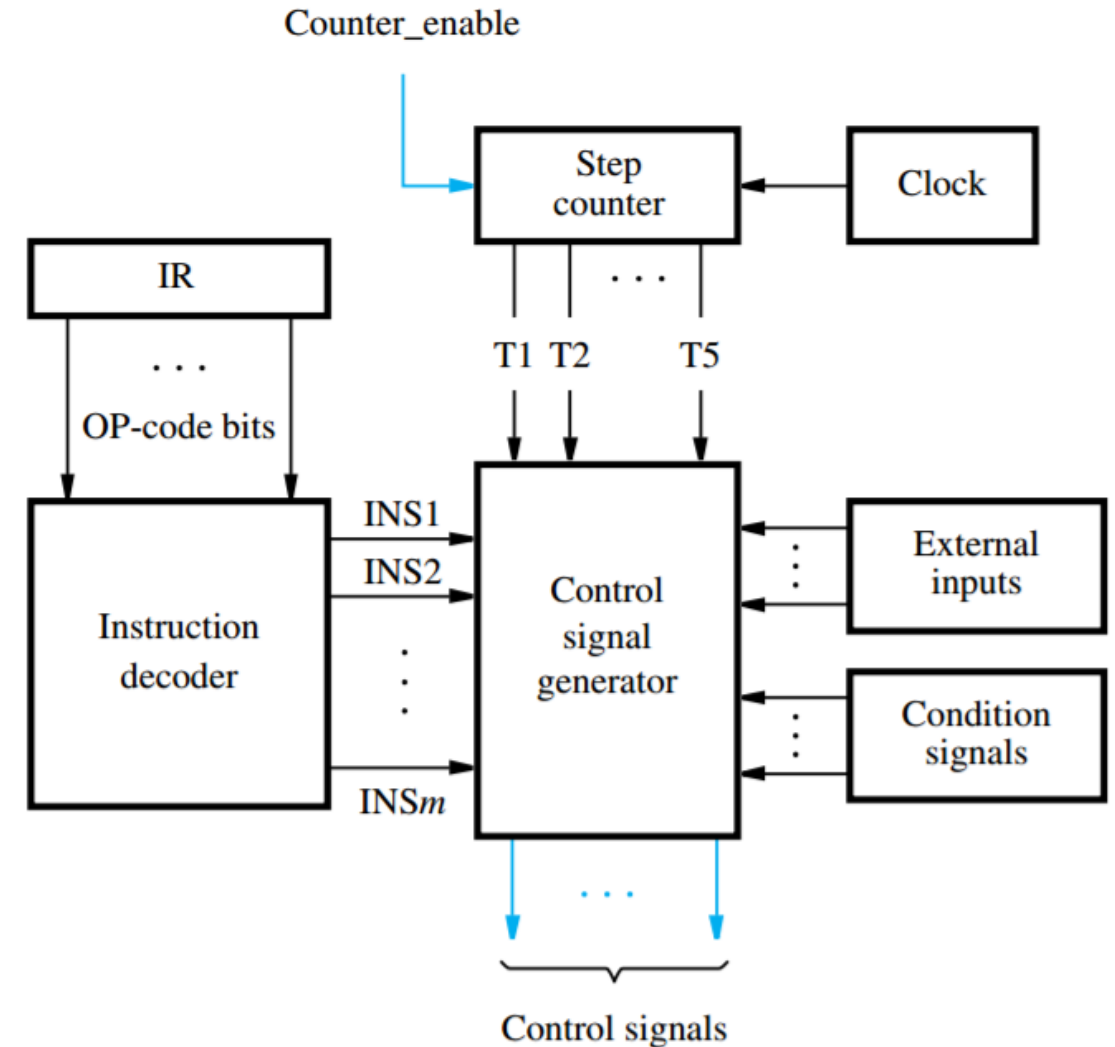 Counter_enable
Step
counter
Clock
IR
. . .
. . .
T1 T2 T5
OP-code bits
INS1
INS2
Instruction
decoder
INSm
Control
signal
generator
External
inputs
Condition
signals
. . .
Control signals